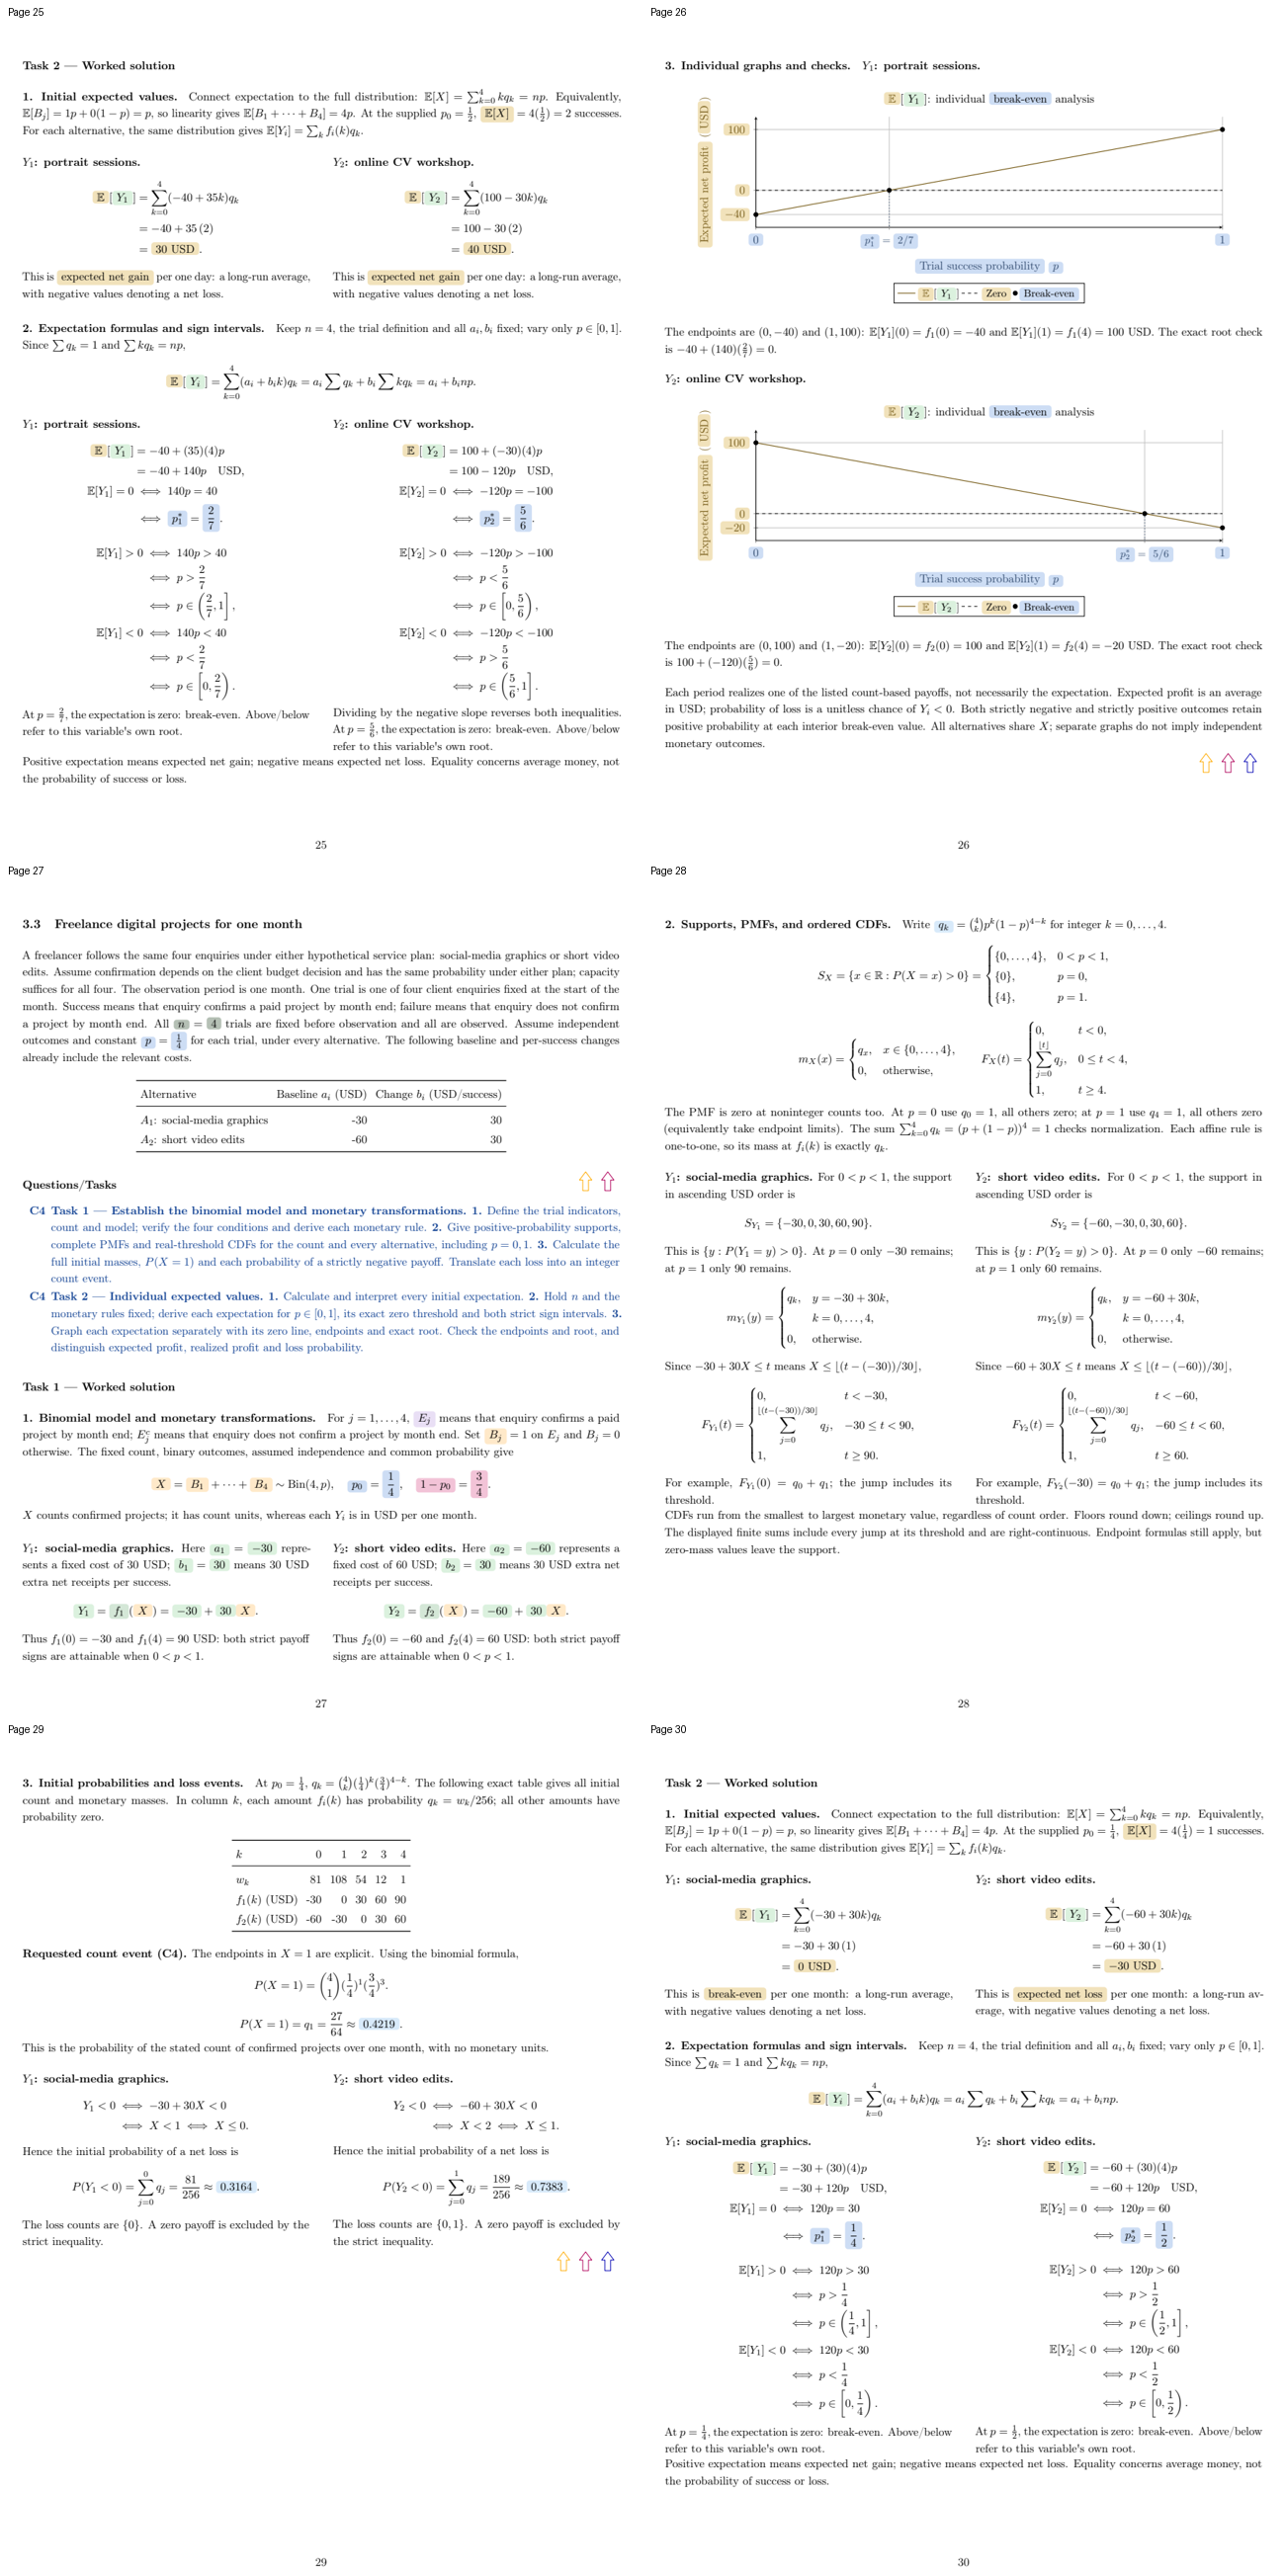 Page 25
Task 2 — Worked solution
1. Initial expected values. Connect expectation to the full distribution: 𝔼[X] = ∑_{k=0}^{4} kq_k = np. Equivalently,
𝔼[B_j] = 1p + 0(1 − p) = p, so linearity gives 𝔼[B_1 + ··· + B_4] = 4p. At the supplied p_0 = 1/2, 𝔼[X] = 4(1/2) = 2 successes.
For each alternative, the same distribution gives 𝔼[Y_i] = ∑_k f_i(k)q_k.
Y_1: portrait sessions.
𝔼[Y_1] = ∑_{k=0}^{4} (−40 + 35k)q_k
= −40 + 35 (2)
= 30 USD.
This is expected net gain per one day: a long-run average,
with negative values denoting a net loss.
Y_2: online CV workshop.
𝔼[Y_2] = ∑_{k=0}^{4} (100 − 30k)q_k
= 100 − 30 (2)
= 40 USD.
This is expected net gain per one day: a long-run average,
with negative values denoting a net loss.
2. Expectation formulas and sign intervals. Keep n = 4, the trial definition and all a_i, b_i fixed; vary only p ∈ [0, 1].
Since ∑ q_k = 1 and ∑ kq_k = np,
𝔼[Y_i] = ∑_{k=0}^{4} (a_i + b_i k)q_k = a_i ∑ q_k + b_i ∑ kq_k = a_i + b_i np.
Y_1: portrait sessions.
𝔼[Y_1] = −40 + (35)(4)p
= −40 + 140p USD,
𝔼[Y_1] = 0 ⟺ 140p = 40
⟺ p_1^* = 2/7.
𝔼[Y_1] > 0 ⟺ 140p > 40
⟺ p > 2/7
⟺ p ∈ (2/7, 1],
𝔼[Y_1] < 0 ⟺ 140p < 40
⟺ p < 2/7
⟺ p ∈ [0, 2/7).
At p = 2/7, the expectation is zero: break-even. Above/below
refer to this variable's own root.
Y_2: online CV workshop.
𝔼[Y_2] = 100 + (−30)(4)p
= 100 − 120p USD,
𝔼[Y_2] = 0 ⟺ −120p = −100
⟺ p_2^* = 5/6.
𝔼[Y_2] > 0 ⟺ −120p > −100
⟺ p < 5/6
⟺ p ∈ [0, 5/6),
𝔼[Y_2] < 0 ⟺ −120p < −100
⟺ p > 5/6
⟺ p ∈ (5/6, 1].
Dividing by the negative slope reverses both inequalities.
At p = 5/6, the expectation is zero: break-even. Above/below
refer to this variable's own root.
Positive expectation means expected net gain; negative means expected net loss. Equality concerns average money, not
the probability of success or loss.
25
Page 26
3. Individual graphs and checks. Y_1: portrait sessions.
𝔼[Y_1]: individual break-even analysis
Expected net profit (USD)
100
0
−40
0
p_1^* = 2/7
1
Trial success probability p
𝔼[Y_1] Zero Break-even
The endpoints are (0, −40) and (1, 100): 𝔼[Y_1](0) = f_1(0) = −40 and 𝔼[Y_1](1) = f_1(4) = 100 USD. The exact root check
is −40 + (140)(2/7) = 0.
Y_2: online CV workshop.
𝔼[Y_2]: individual break-even analysis
Expected net profit (USD)
100
0
−20
0
p_2^* = 5/6
1
Trial success probability p
𝔼[Y_2] Zero Break-even
The endpoints are (0, 100) and (1, −20): 𝔼[Y_2](0) = f_2(0) = 100 and 𝔼[Y_2](1) = f_2(4) = −20 USD. The exact root check
is 100 + (−120)(5/6) = 0.
Each period realizes one of the listed count-based payoffs, not necessarily the expectation. Expected profit is an average
in USD; probability of loss is a unitless chance of Y_i < 0. Both strictly negative and strictly positive outcomes retain
positive probability at each interior break-even value. All alternatives share X; separate graphs do not imply independent
monetary outcomes.
26
Page 27
3.3 Freelance digital projects for one month
A freelancer follows the same four enquiries under either hypothetical service plan: social-media graphics or short video
edits. Assume confirmation depends on the client budget decision and has the same probability under either plan; capacity
suffices for all four. The observation period is one month. One trial is one of four client enquiries fixed at the start of the
month. Success means that enquiry confirms a paid project by month end; failure means that enquiry does not confirm
a project by month end. All n = 4 trials are fixed before observation and all are observed. Assume independent
outcomes and constant p = 1/4 for each trial, under every alternative. The following baseline and per-success changes
already include the relevant costs.
Alternative Baseline a_i (USD) Change b_i (USD/success)
A_1: social-media graphics -30 30
A_2: short video edits -60 30
Questions/Tasks
C4 Task 1 — Establish the binomial model and monetary transformations. 1. Define the trial indicators,
count and model; verify the four conditions and derive each monetary rule. 2. Give positive-probability supports,
complete PMFs and real-threshold CDFs for the count and every alternative, including p = 0, 1. 3. Calculate the
full initial masses, P(X = 1) and each probability of a strictly negative payoff. Translate each loss into an integer
count event.
C4 Task 2 — Individual expected values. 1. Calculate and interpret every initial expectation. 2. Hold n and the
monetary rules fixed; derive each expectation for p ∈ [0, 1], its exact zero threshold and both strict sign intervals. 3.
Graph each expectation separately with its zero line, endpoints and exact root. Check the endpoints and root, and
distinguish expected profit, realized profit and loss probability.
Task 1 — Worked solution
1. Binomial model and monetary transformations. For j = 1, . . . , 4, E_j means that enquiry confirms a paid
project by month end; E_j^c means that enquiry does not confirm a project by month end. Set B_j = 1 on E_j and B_j = 0
otherwise. The fixed count, binary outcomes, assumed independence and common probability give
X = B_1 + ··· + B_4 ∼ Bin(4, p), p_0 = 1/4, 1 − p_0 = 3/4.
X counts confirmed projects; it has count units, whereas each Y_i is in USD per one month.
Y_1: social-media graphics. Here a_1 = −30 repre-
sents a fixed cost of 30 USD; b_1 = 30 means 30 USD
extra net receipts per success.
Y_1 = f_1(X) = −30 + 30 X.
Thus f_1(0) = −30 and f_1(4) = 90 USD: both strict payoff
signs are attainable when 0 < p < 1.
Y_2: short video edits. Here a_2 = −60 represents a
fixed cost of 60 USD; b_2 = 30 means 30 USD extra net
receipts per success.
Y_2 = f_2(X) = −60 + 30 X.
Thus f_2(0) = −60 and f_2(4) = 60 USD: both strict payoff
signs are attainable when 0 < p < 1.
27
Page 28
2. Supports, PMFs, and ordered CDFs. Write q_k = (4 choose k) p^k (1 − p)^{4−k} for integer k = 0, . . . , 4.
S_X = {x ∈ ℝ : P(X = x) > 0} = { {0, . . . , 4}, 0 < p < 1,
{0}, p = 0,
{4}, p = 1.
m_X(x) = { q_x, x ∈ {0, . . . , 4},
0, otherwise,
F_X(t) = { 0, t < 0,
∑_{j=0}^{⌊t⌋} q_j, 0 ≤ t < 4,
1, t ≥ 4.
The PMF is zero at noninteger counts too. At p = 0 use q_0 = 1, all others zero; at p = 1 use q_4 = 1, all others zero
(equivalently take endpoint limits). The sum ∑_{k=0}^{4} q_k = (p + (1 − p))^4 = 1 checks normalization. Each affine rule is
one-to-one, so its mass at f_i(k) is exactly q_k.
Y_1: social-media graphics. For 0 < p < 1, the support
in ascending USD order is
S_{Y_1} = {−30, 0, 30, 60, 90}.
This is {y : P(Y_1 = y) > 0}. At p = 0 only −30 remains;
at p = 1 only 90 remains.
m_{Y_1}(y) = { q_k, y = −30 + 30k,
k = 0, . . . , 4,
0, otherwise.
Since −30 + 30X ≤ t means X ≤ ⌊(t − (−30))/30⌋,
F_{Y_1}(t) = { 0, t < −30,
∑_{j=0}^{⌊(t−(−30))/30⌋} q_j, −30 ≤ t < 90,
1, t ≥ 90.
For example, F_{Y_1}(0) = q_0 + q_1; the jump includes its
threshold.
Y_2: short video edits. For 0 < p < 1, the support in
ascending USD order is
S_{Y_2} = {−60, −30, 0, 30, 60}.
This is {y : P(Y_2 = y) > 0}. At p = 0 only −60 remains;
at p = 1 only 60 remains.
m_{Y_2}(y) = { q_k, y = −60 + 30k,
k = 0, . . . , 4,
0, otherwise.
Since −60 + 30X ≤ t means X ≤ ⌊(t − (−60))/30⌋,
F_{Y_2}(t) = { 0, t < −60,
∑_{j=0}^{⌊(t−(−60))/30⌋} q_j, −60 ≤ t < 60,
1, t ≥ 60.
For example, F_{Y_2}(−30) = q_0 + q_1; the jump includes its
threshold.
CDFs run from the smallest to largest monetary value, regardless of count order. Floors round down; ceilings round up.
The displayed finite sums include every jump at its threshold and are right-continuous. Endpoint formulas still apply, but
zero-mass values leave the support.
28
Page 29
3. Initial probabilities and loss events. At p_0 = 1/4, q_k = (4 choose k)(1/4)^k(3/4)^{4−k}. The following exact table gives all initial
count and monetary masses. In column k, each amount f_i(k) has probability q_k = w_k/256; all other amounts have
probability zero.
k 0 1 2 3 4
w_k 81 108 54 12 1
f_1(k) (USD) -30 0 30 60 90
f_2(k) (USD) -60 -30 0 30 60
Requested count event (C4). The endpoints in X = 1 are explicit. Using the binomial formula,
P(X = 1) = (4 choose 1)(1/4)^1(3/4)^3.
P(X = 1) = q_1 = 27/64 ≈ 0.4219.
This is the probability of the stated count of confirmed projects over one month, with no monetary units.
Y_1: social-media graphics.
Y_1 < 0 ⟺ −30 + 30X < 0
⟺ X < 1 ⟺ X ≤ 0.
Hence the initial probability of a net loss is
P(Y_1 < 0) = ∑_{j=0}^{0} q_j = 81/256 ≈ 0.3164.
The loss counts are {0}. A zero payoff is excluded by the
strict inequality.
Y_2: short video edits.
Y_2 < 0 ⟺ −60 + 30X < 0
⟺ X < 2 ⟺ X ≤ 1.
Hence the initial probability of a net loss is
P(Y_2 < 0) = ∑_{j=0}^{1} q_j = 189/256 ≈ 0.7383.
The loss counts are {0, 1}. A zero payoff is excluded by
the strict inequality.
29
Page 30
Task 2 — Worked solution
1. Initial expected values. Connect expectation to the full distribution: 𝔼[X] = ∑_{k=0}^{4} kq_k = np. Equivalently,
𝔼[B_j] = 1p + 0(1 − p) = p, so linearity gives 𝔼[B_1 + ··· + B_4] = 4p. At the supplied p_0 = 1/4, 𝔼[X] = 4(1/4) = 1 successes.
For each alternative, the same distribution gives 𝔼[Y_i] = ∑_k f_i(k)q_k.
Y_1: social-media graphics.
𝔼[Y_1] = ∑_{k=0}^{4} (−30 + 30k)q_k
= −30 + 30 (1)
= 0 USD.
This is break-even per one month: a long-run average,
with negative values denoting a net loss.
Y_2: short video edits.
𝔼[Y_2] = ∑_{k=0}^{4} (−60 + 30k)q_k
= −60 + 30 (1)
= −30 USD.
This is expected net loss per one month: a long-run av-
erage, with negative values denoting a net loss.
2. Expectation formulas and sign intervals. Keep n = 4, the trial definition and all a_i, b_i fixed; vary only p ∈ [0, 1].
Since ∑ q_k = 1 and ∑ kq_k = np,
𝔼[Y_i] = ∑_{k=0}^{4} (a_i + b_i k)q_k = a_i ∑ q_k + b_i ∑ kq_k = a_i + b_i np.
Y_1: social-media graphics.
𝔼[Y_1] = −30 + (30)(4)p
= −30 + 120p USD,
𝔼[Y_1] = 0 ⟺ 120p = 30
⟺ p_1^* = 1/4.
𝔼[Y_1] > 0 ⟺ 120p > 30
⟺ p > 1/4
⟺ p ∈ (1/4, 1],
𝔼[Y_1] < 0 ⟺ 120p < 30
⟺ p < 1/4
⟺ p ∈ [0, 1/4).
At p = 1/4, the expectation is zero: break-even. Above/below
refer to this variable's own root.
Y_2: short video edits.
𝔼[Y_2] = −60 + (30)(4)p
= −60 + 120p USD,
𝔼[Y_2] = 0 ⟺ 120p = 60
⟺ p_2^* = 1/2.
𝔼[Y_2] > 0 ⟺ 120p > 60
⟺ p > 1/2
⟺ p ∈ (1/2, 1],
𝔼[Y_2] < 0 ⟺ 120p < 60
⟺ p < 1/2
⟺ p ∈ [0, 1/2).
At p = 1/2, the expectation is zero: break-even. Above/below
refer to this variable's own root.
Positive expectation means expected net gain; negative means expected net loss. Equality concerns average money, not
the probability of success or loss.
30